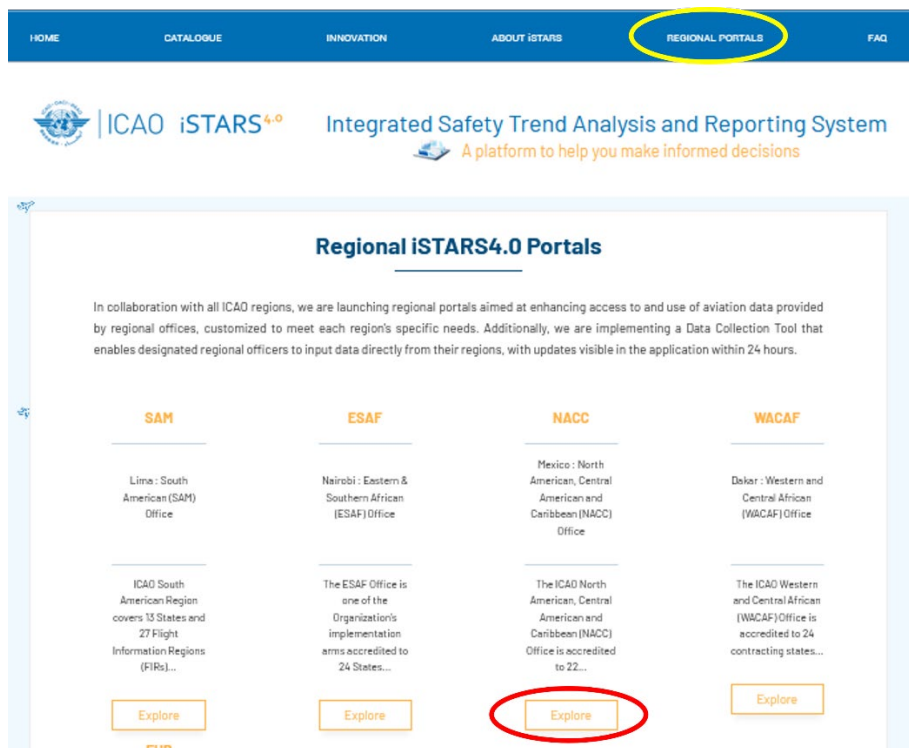 HOME CATALOGUE INNOVATION ABOUT iSTARS REGIONAL PORTALS FAQ
ICAO iSTARS 4.0
Integrated Safety Trend Analysis and Reporting System
A platform to help you make informed decisions
Regional iSTARS4.0 Portals
In collaboration with all ICAO regions, we are launching regional portals aimed at enhancing access to and use of aviation data provided
by regional offices, customized to meet each region's specific needs. Additionally, we are implementing a Data Collection Tool that
enables designated regional officers to input data directly from their regions, with updates visible in the application within 24 hours.
SAM
Lima : South
American (SAM)
Office
ICAO South
American Region
covers 13 States and
27 Flight
Information Regions
(FIRs)...
Explore
ESAF
Nairobi : Eastern &
Southern African
(ESAF) Office
The ESAF Office is
one of the
Organization's
implementation
arms accredited to
24 States...
Explore
NACC
Mexico : North
American, Central
American and
Caribbean (NACC)
Office
The ICAO North
American, Central
American and
Caribbean (NACC)
Office is accredited
to 22...
Explore
WACAF
Dakar : Western and
Central African
(WACAF) Office
The ICAO Western
and Central African
(WACAF) Office is
accredited to 24
contracting states...
Explore